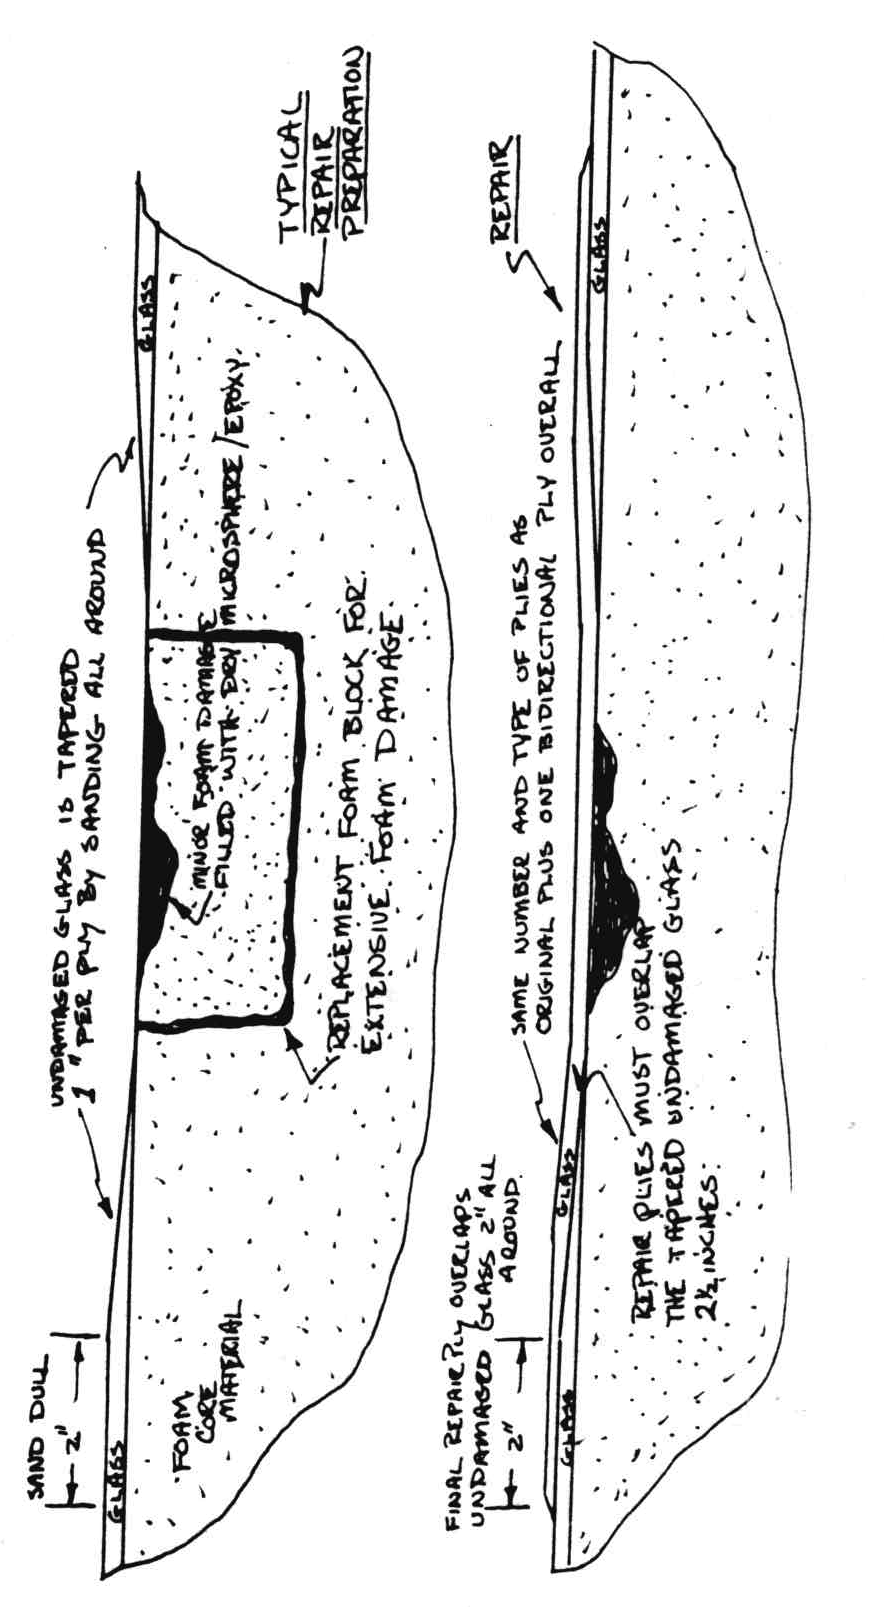 SAND DULL
2"
UNDAMAGED GLASS IS TAPERED
1" PER PLY BY SANDING ALL AROUND
GLASS
GLASS
FOAM
CORE
MATERIAL
MINOR FOAM DAMAGE
FILLED WITH DRY MICROSPHERE/EPOXY.
REPLACEMENT FOAM BLOCK FOR
EXTENSIVE FOAM DAMAGE
TYPICAL
REPAIR
PREPARATION
FINAL REPAIR PLY OVERLAPS
UNDAMAGED GLASS 2" ALL
AROUND.
2"
SAME NUMBER AND TYPE OF PLIES AS
ORIGINAL PLUS ONE BIDIRECTIONAL PLY OVERALL
REPAIR
GLASS
GLASS
GLASS
REPAIR PLIES MUST OVERLAP
THE TAPERED UNDAMAGED GLASS
2½ INCHES.